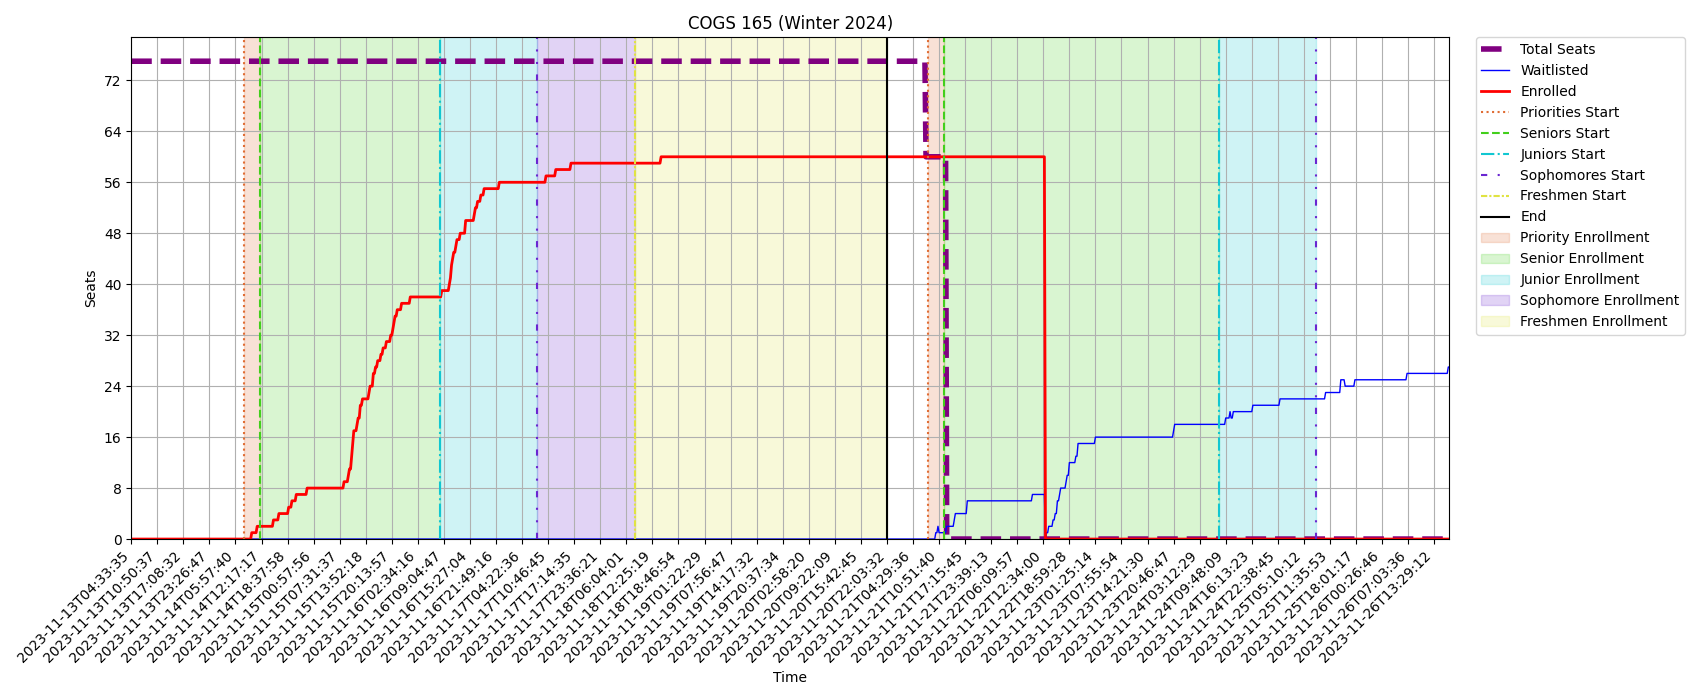 COGS 165 (Winter 2024)
Seats
72
64
56
48
40
32
24
16
8
0
2023-11-13T04:33:35
2023-11-13T10:50:37
2023-11-13T17:08:32
2023-11-13T23:26:47
2023-11-14T05:57:40
2023-11-14T12:17:17
2023-11-14T18:37:58
2023-11-15T00:57:56
2023-11-15T07:31:37
2023-11-15T13:52:18
2023-11-15T20:13:57
2023-11-16T02:34:16
2023-11-16T09:04:47
2023-11-16T15:27:04
2023-11-16T21:49:16
2023-11-17T04:22:36
2023-11-17T10:46:45
2023-11-17T17:14:35
2023-11-17T23:36:21
2023-11-18T06:04:01
2023-11-18T12:25:19
2023-11-18T18:46:54
2023-11-19T01:22:29
2023-11-19T07:56:47
2023-11-19T14:17:32
2023-11-19T20:37:34
2023-11-20T02:58:20
2023-11-20T09:22:09
2023-11-20T15:42:45
2023-11-20T22:03:32
2023-11-21T04:29:36
2023-11-21T10:51:40
2023-11-21T17:15:45
2023-11-21T23:39:13
2023-11-22T06:09:57
2023-11-22T12:34:00
2023-11-22T18:59:28
2023-11-23T01:25:14
2023-11-23T07:55:54
2023-11-23T14:21:30
2023-11-23T20:46:47
2023-11-24T03:12:29
2023-11-24T09:48:09
2023-11-24T16:13:23
2023-11-24T22:38:45
2023-11-25T05:10:12
2023-11-25T11:35:53
2023-11-25T18:01:17
2023-11-26T00:26:46
2023-11-26T07:03:36
2023-11-26T13:29:12
Time
Total Seats
Waitlisted
Enrolled
Priorities Start
Seniors Start
Juniors Start
Sophomores Start
Freshmen Start
End
Priority Enrollment
Senior Enrollment
Junior Enrollment
Sophomore Enrollment
Freshmen Enrollment